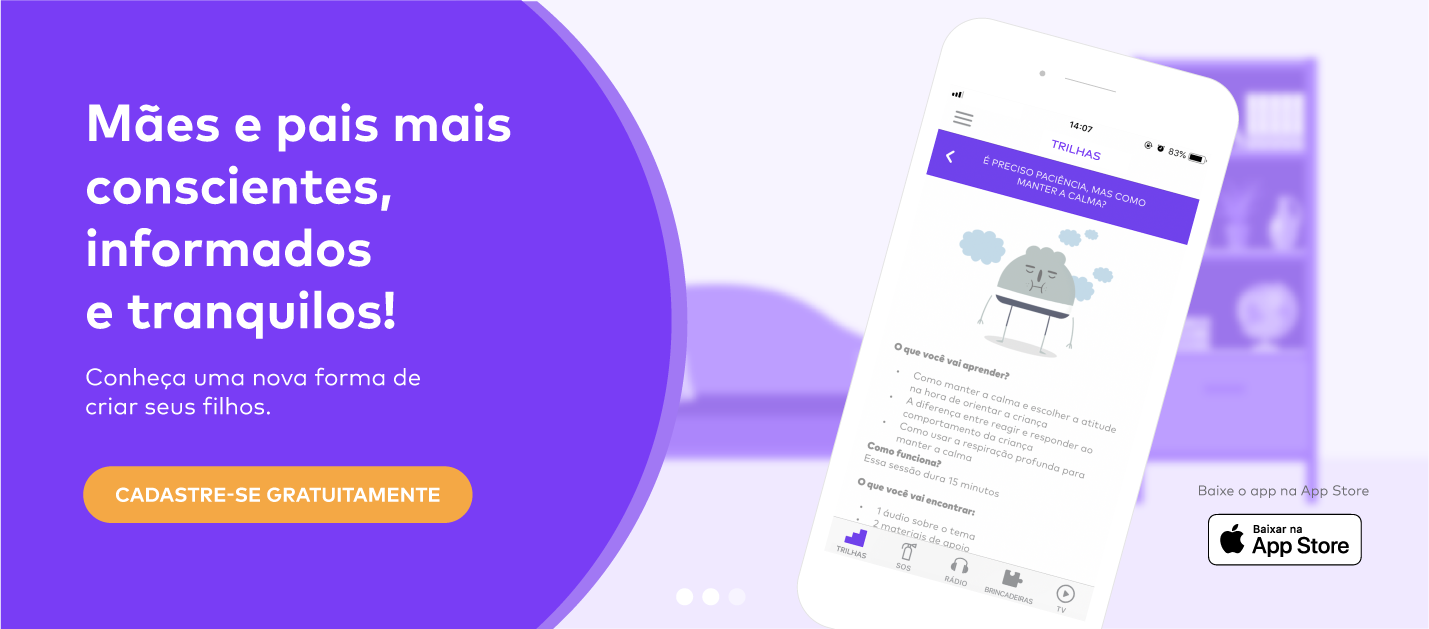 Mães e pais mais
conscientes,
informados
e tranquilos!
Conheça uma nova forma de
criar seus filhos.
CADASTRE-SE GRATUITAMENTE
14:07
83%
TRILHAS
É PRECISO PACIÊNCIA, MAS COMO
MANTER A CALMA?
O que você vai aprender?
• Como manter a calma e escolher a atitude
na hora de orientar a criança
• A diferença entre reagir e responder ao
comportamento da criança
• Como usar a respiração profunda para
manter a calma
Como funciona?
Essa sessão dura 15 minutos
O que você vai encontrar:
• 1 áudio sobre o tema
• 2 materiais de apoio
TRILHAS
SOS
RÁDIO
BRINCADEIRAS
TV
Baixe o app na App Store
Baixar na
App Store